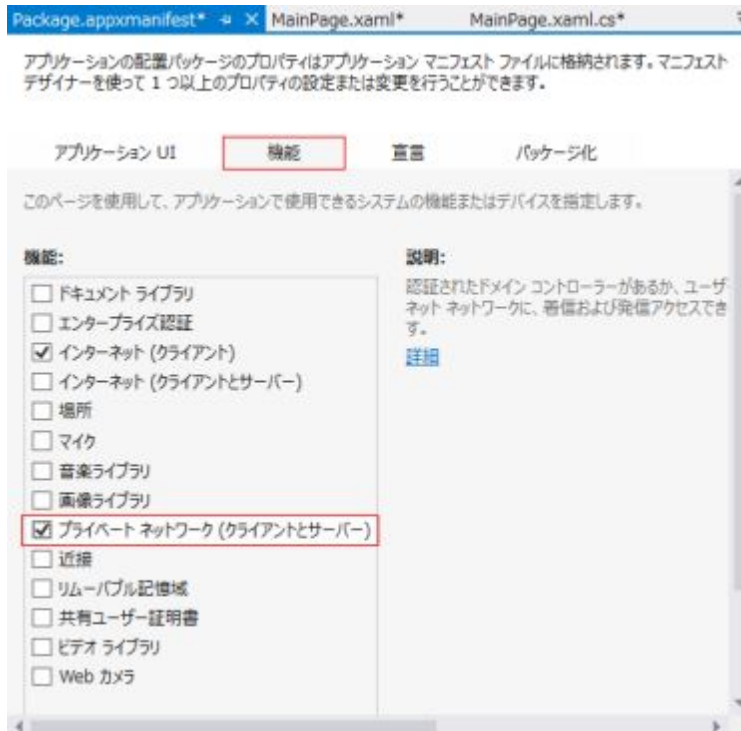 Package.appxmanifest* MainPage.xaml* MainPage.xaml.cs*
アプリケーションの配置パッケージのプロパティはアプリケーション マニフェスト ファイルに格納されます。マニフェスト
デザイナーを使って 1 つ以上のプロパティの設定または変更を行うことができます。
アプリケーション UI 機能 宣言 パッケージ化
このページを使用して、アプリケーションで使用できるシステムの機能またはデバイスを指定します。
機能:
ドキュメント ライブラリ
エンタープライズ認証
インターネット (クライアント)
インターネット (クライアントとサーバー)
場所
マイク
音楽ライブラリ
画像ライブラリ
プライベート ネットワーク (クライアントとサーバー)
近接
リムーバブル記憶域
共有ユーザー証明書
ビデオ ライブラリ
Web カメラ
説明:
認証されたドメイン コントローラーがあるか、ユーザ
ネット ネットワークに、着信および発信アクセスでき
す。
詳細